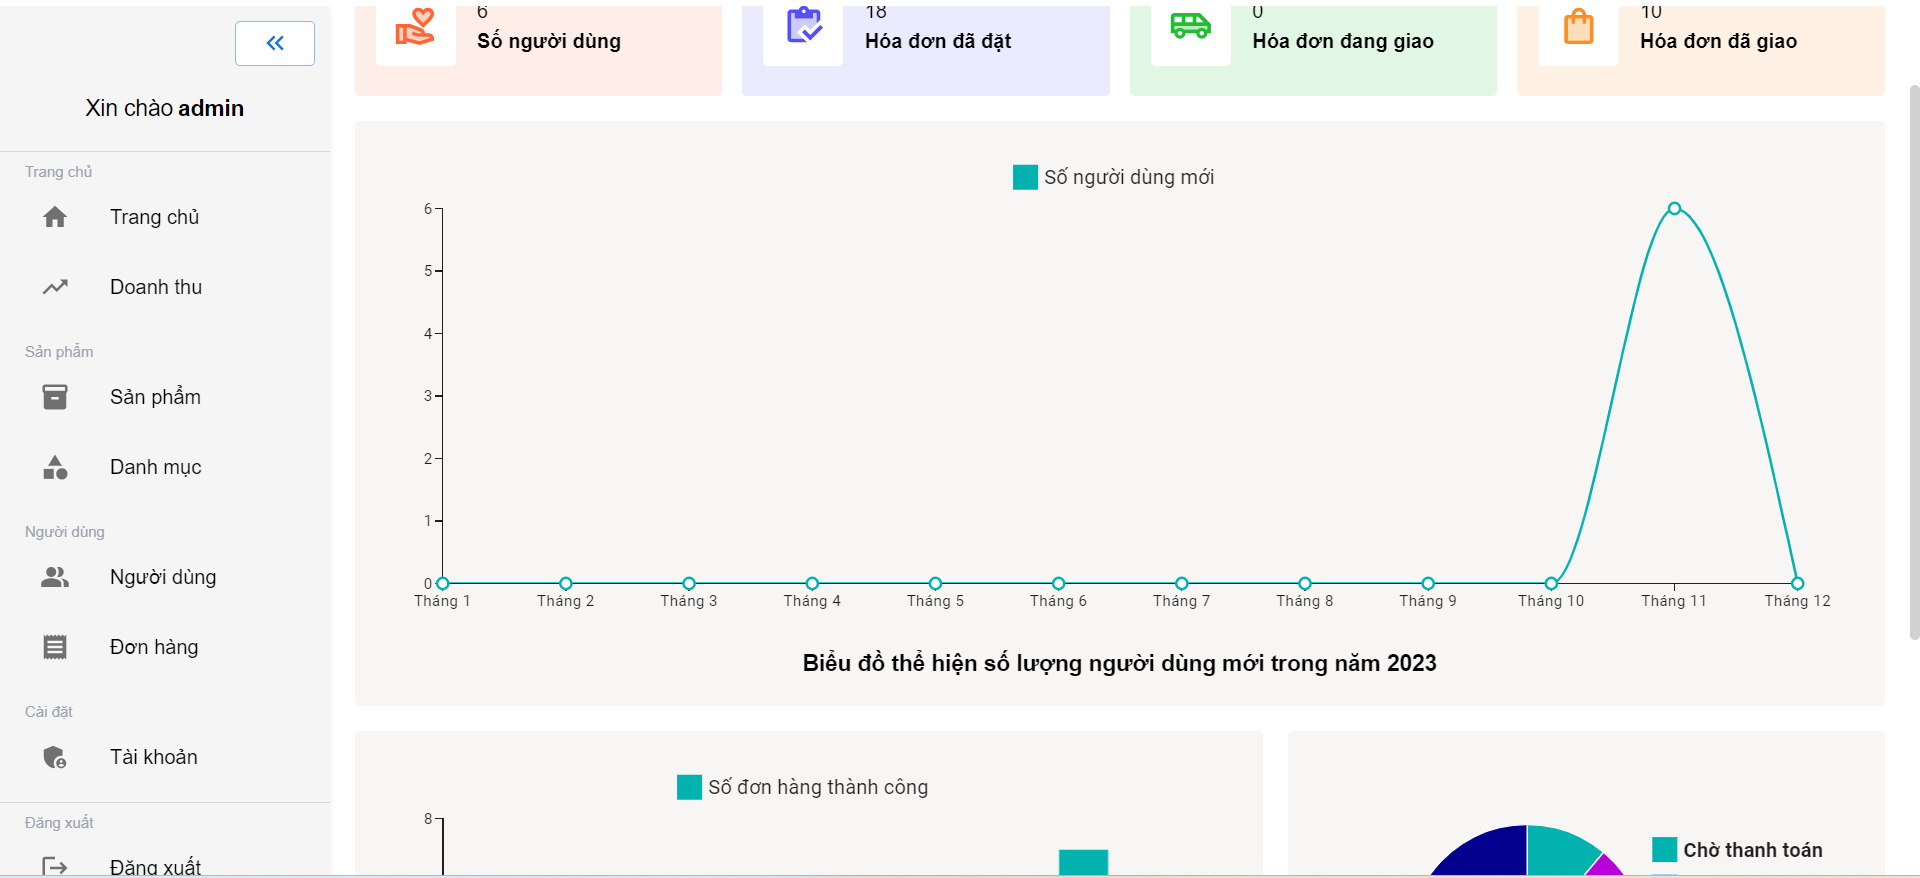 Xin chào admin
Trang chủ
Trang chủ
Doanh thu
Sản phẩm
Sản phẩm
Danh mục
Người dùng
Người dùng
Đơn hàng
Cài đặt
Tài khoản
Đăng xuất
Đăng xuất
6
Số người dùng
18
Hóa đơn đã đặt
0
Hóa đơn đang giao
10
Hóa đơn đã giao
Số người dùng mới
6
5
4
3
2
1
0
Tháng 1 Tháng 2 Tháng 3 Tháng 4 Tháng 5 Tháng 6 Tháng 7 Tháng 8 Tháng 9 Tháng 10 Tháng 11 Tháng 12
Biểu đồ thể hiện số lượng người dùng mới trong năm 2023
Số đơn hàng thành công
8
Chờ thanh toán